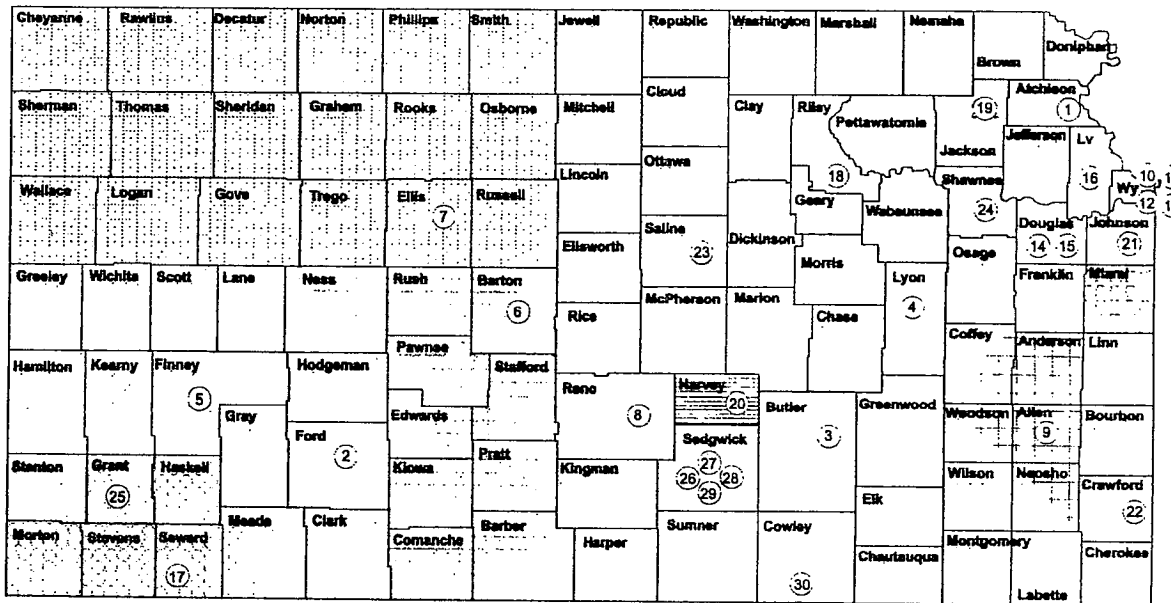 Cheyenne Rawlins Decatur Norton Phillips Smith Jewell Republic Washington Marshall Nemaha
Brown Doniphan
Sherman Thomas Sheridan Graham Rooks Osborne Mitchell Cloud Clay Riley Pottawatomie
19 Atchison 1
Jackson Jefferson Lv
Ottawa
Lincoln
18 16 10 1
Wy
12 1
Wallace Logan Gove Trego Ellis Russell
7
Geary Wabaunsee Shawnee
24
Saline
23
Ellsworth Dickinson
Douglas Johnson
14 15 21
Morris Osage
Greeley Wichita Scott Lane Ness Rush Barton
6
Lyon
4
Franklin Miami
Rice McPherson Marion Chase
Coffey Anderson Linn
Pawnee Stafford
Hamilton Kearny Finney Hodgeman
5
Reno
8
Harvey
20
Butler
3
Greenwood
Gray Edwards Woodson Allen Bourbon
9
Ford
2
Sedgwick
27
26 28
29
Pratt
Stanton Grant Haskell Kiowa Kingman
25
Wilson Neosho Crawford
22
Elk
Meade Clark Barber Harper Sumner Cowley
30
Morton Stevens Seward Comanche
17
Chautauqua Montgomery Labette Cherokee